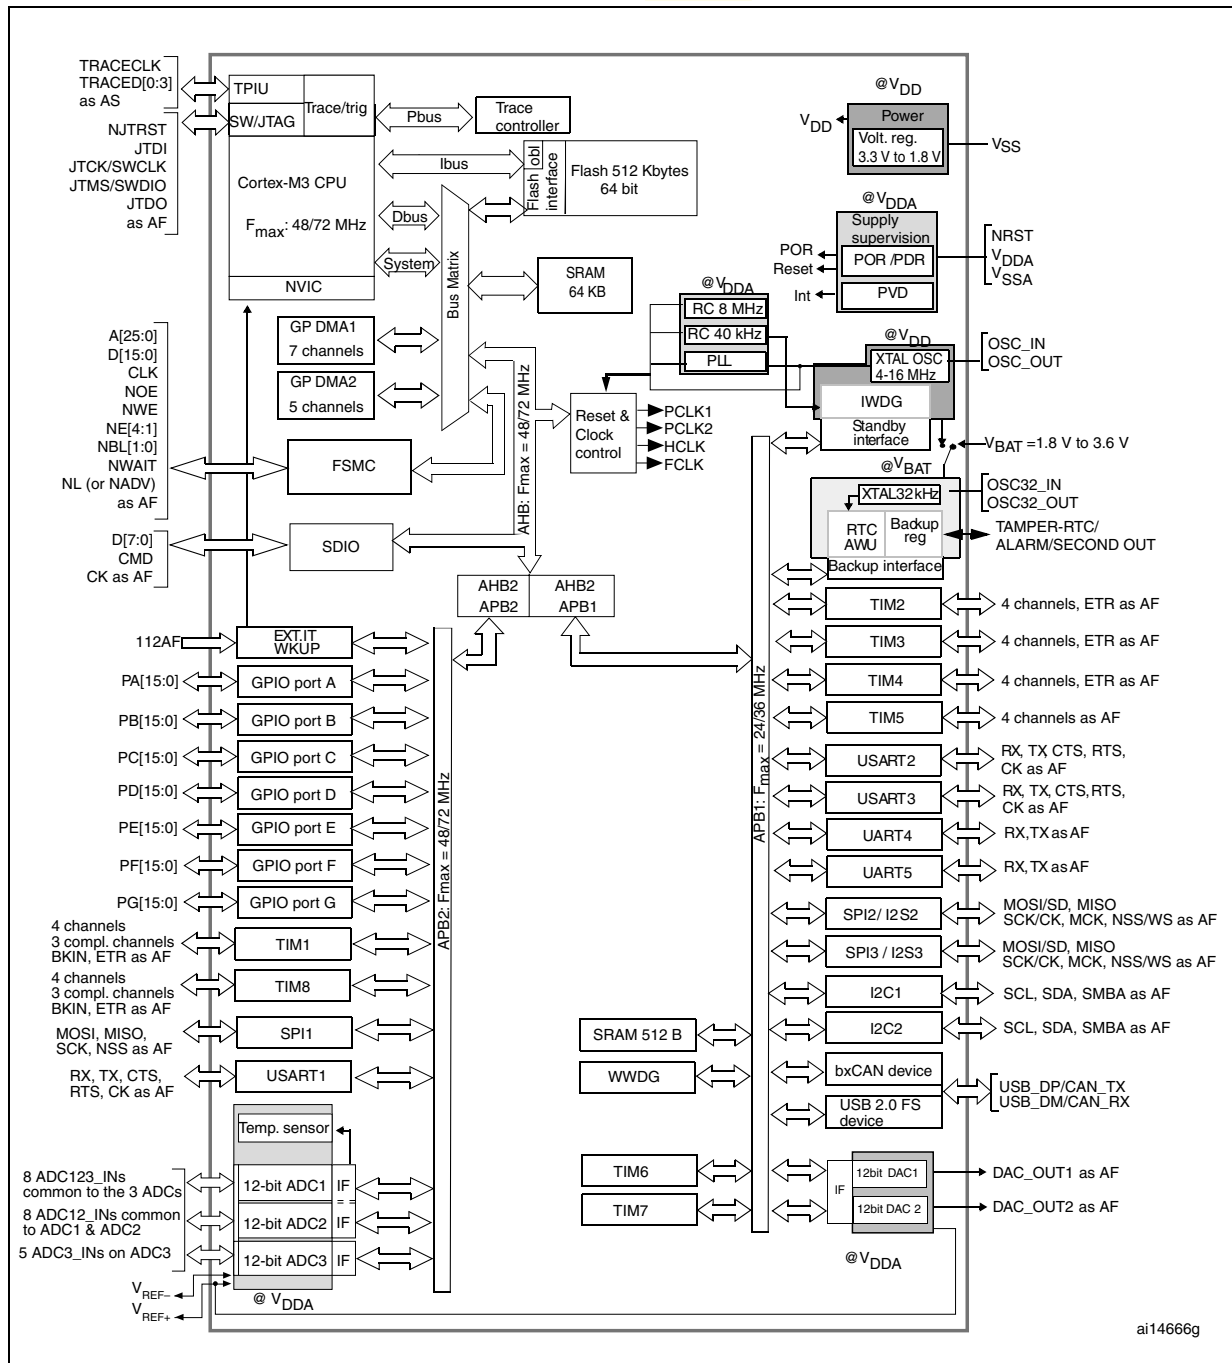 TRACECLK
TRACED[0:3]
as AS
NJTRST
JTDI
JTCK/SWCLK
JTMS/SWDIO
JTDO
as AF
TPIU
SW/JTAG
Trace/trig
Pbus
Trace
controller
Cortex-M3 CPU
Fmax: 48/72 MHz
NVIC
Ibus
Dbus
System
Bus Matrix
Flash obl
interface
Flash 512 Kbytes
64 bit
SRAM
64 KB
@VDD
Power
VDD
Volt. reg.
3.3 V to 1.8 V
VSS
@VDDA
Supply
supervision
POR
Reset
Int
POR /PDR
PVD
NRST
VDDA
VSSA
@VDDA
RC 8 MHz
RC 40 kHz
PLL
GP DMA1
7 channels
GP DMA2
5 channels
A[25:0]
D[15:0]
CLK
NOE
NWE
NE[4:1]
NBL[1:0]
NWAIT
NL (or NADV)
as AF
FSMC
D[7:0]
CMD
CK as AF
SDIO
AHB: Fmax = 48/72 MHz
Reset &
Clock
control
PCLK1
PCLK2
HCLK
FCLK
@VDD
XTAL OSC
4-16 MHz
OSC_IN
OSC_OUT
IWDG
Standby
interface
VBAT =1.8 V to 3.6 V
@VBAT
XTAL32kHz
OSC32_IN
OSC32_OUT
RTC
AWU
Backup
reg
Backup interface
TAMPER-RTC/
ALARM/SECOND OUT
AHB2
APB2
AHB2
APB1
112AF
EXT.IT
WKUP
PA[15:0]
GPIO port A
PB[15:0]
GPIO port B
PC[15:0]
GPIO port C
PD[15:0]
GPIO port D
PE[15:0]
GPIO port E
PF[15:0]
GPIO port F
PG[15:0]
GPIO port G
4 channels
3 compl. channels
BKIN, ETR as AF
TIM1
4 channels
3 compl. channels
BKIN, ETR as AF
TIM8
MOSI, MISO,
SCK, NSS as AF
SPI1
RX, TX, CTS,
RTS, CK as AF
USART1
APB2: Fmax = 48/72 MHz
Temp. sensor
8 ADC123_INs
common to the 3 ADCs
12-bit ADC1
IF
8 ADC12_INs common
to ADC1 & ADC2
12-bit ADC2
IF
5 ADC3_INs on ADC3
12-bit ADC3
IF
VREF–
VREF+
@ VDDA
APB1: Fmax = 24/36 MHz
TIM2
4 channels, ETR as AF
TIM3
4 channels, ETR as AF
TIM4
4 channels, ETR as AF
TIM5
4 channels as AF
USART2
RX, TX, CTS, RTS,
CK as AF
USART3
RX, TX, CTS, RTS,
CK as AF
UART4
RX,TX as AF
UART5
RX, TX as AF
SPI2/ I2S2
MOSI/SD, MISO
SCK/CK, MCK, NSS/WS as AF
SPI3 / I2S3
MOSI/SD, MISO
SCK/CK, MCK, NSS/WS as AF
I2C1
SCL, SDA, SMBA as AF
I2C2
SCL, SDA, SMBA as AF
SRAM 512 B
WWDG
bxCAN device
USB 2.0 FS
device
USB_DP/CAN_TX
USB_DM/CAN_RX
TIM6
TIM7
IF
12bit DAC1
12bit DAC 2
DAC_OUT1 as AF
DAC_OUT2 as AF
@VDDA
ai14666g